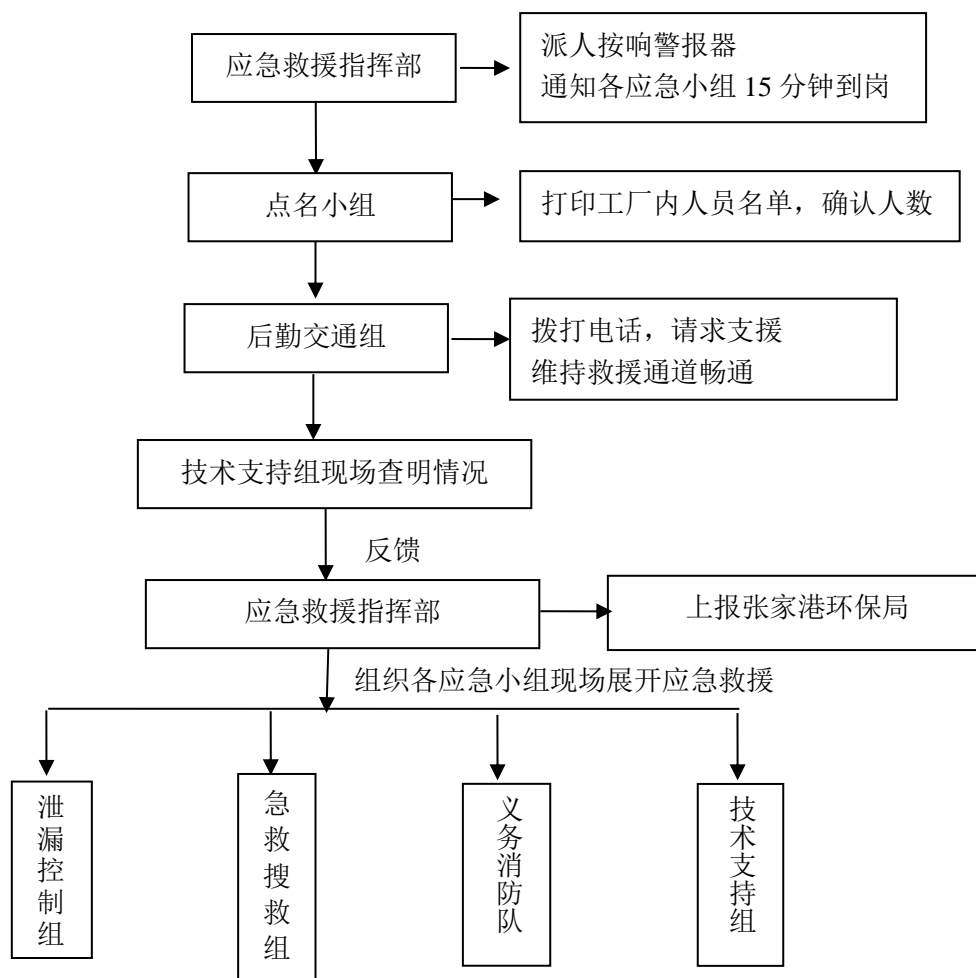 应急救援指挥部
派人按响警报器
通知各应急小组 15 分钟到岗
点名小组
打印工厂内人员名单，确认人数
后勤交通组
拨打电话，请求支援
维持救援通道畅通
技术支持组现场查明情况
反馈
应急救援指挥部
上报张家港环保局
组织各应急小组现场展开应急救援
泄漏控制组
急救搜救组
义务消防队
技术支持组